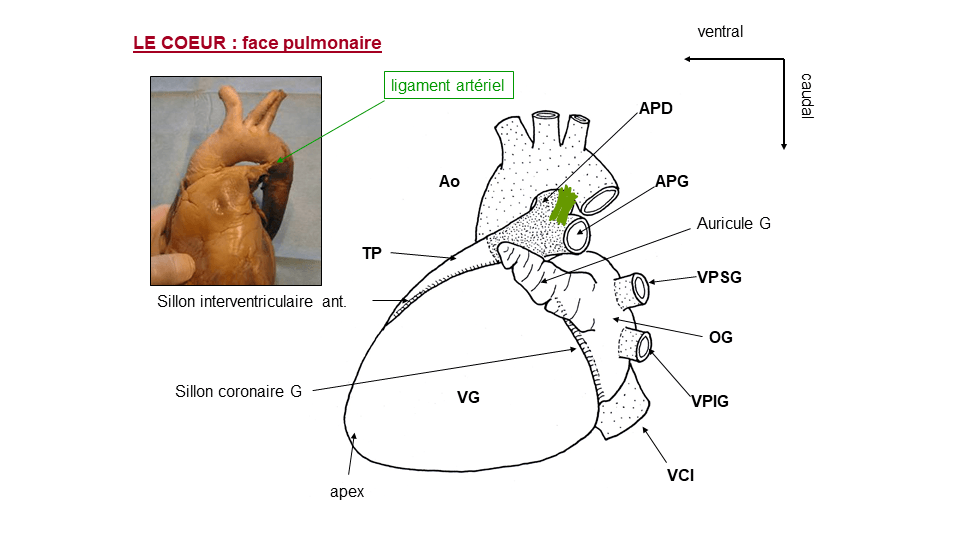 ventral
LE COEUR : face pulmonaire
caudal
ligament artériel
APD
Ao
APG
Auricule G
TP
VPSG
Sillon interventriculaire ant.
OG
Sillon coronaire G
VG
VPIG
VCI
apex